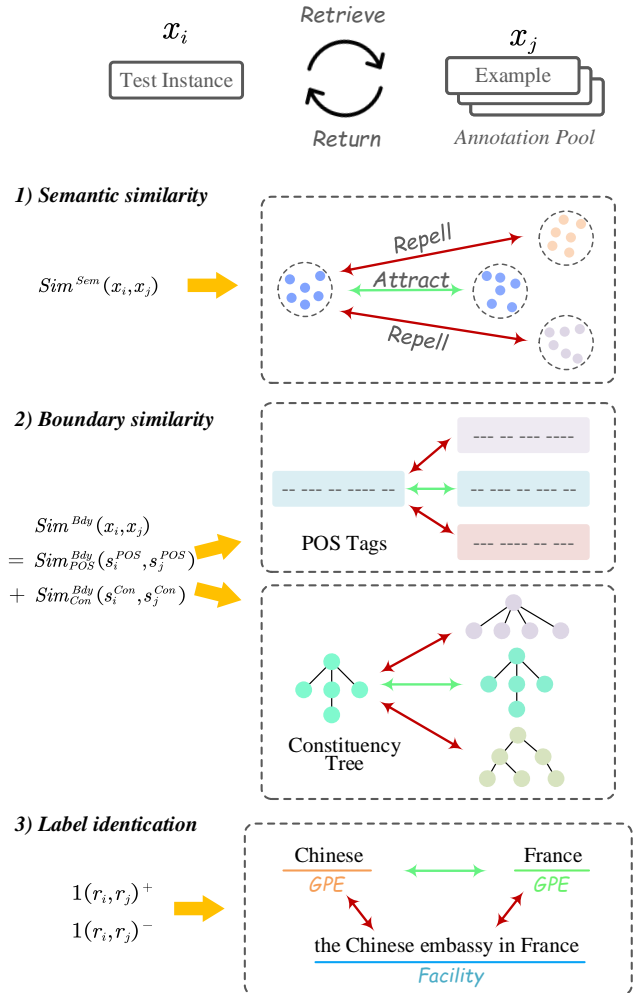 x_i
Retrieve
x_j
Test Instance
Example
Return
Annotation Pool
1) Semantic similarity
Repell
Sim^{Sem}(x_i,x_j)
Attract
Repell
2) Boundary similarity
--- -- --- ----
Sim^{Bdy}(x_i,x_j)
-- --- -- ---- --
-- --- -- ---- --
= Sim^{Bdy}_{POS}(s_i^{POS},s_j^{POS})
POS Tags
--- ---- -- ---
+ Sim^{Bdy}_{Con}(s_i^{Con},s_j^{Con})
Constituency
Tree
3) Label identication
Chinese
France
GPE
GPE
1(r_i,r_j)^+
1(r_i,r_j)^-
the Chinese embassy in France
Facility